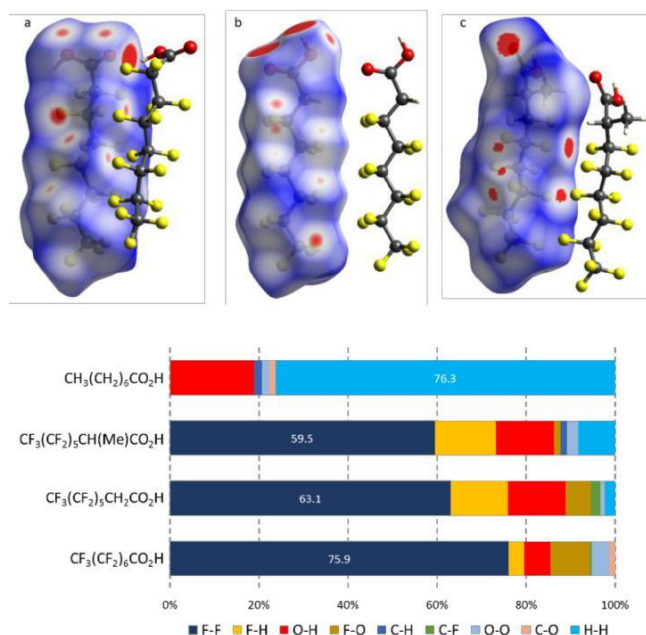 a
b
c
CH₃(CH₂)₆CO₂H
76.3
CF₃(CF₂)₅CH(Me)CO₂H
59.5
CF₃(CF₂)₅CH₂CO₂H
63.1
CF₃(CF₂)₆CO₂H
75.9
0% 20% 40% 60% 80% 100%
F-F F-H O-H F-O C-H C-F O-O C-O H-H